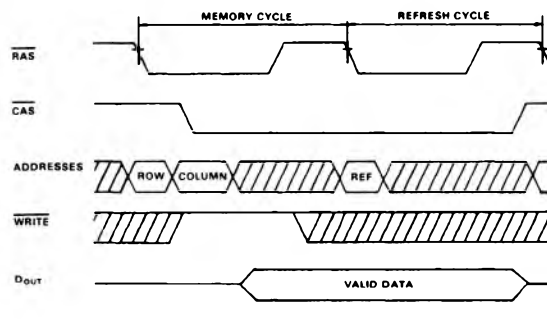 MEMORY CYCLE REFRESH CYCLE
RAS
CAS
ADDRESSES ROW COLUMN REF
WRITE
DOUT VALID DATA